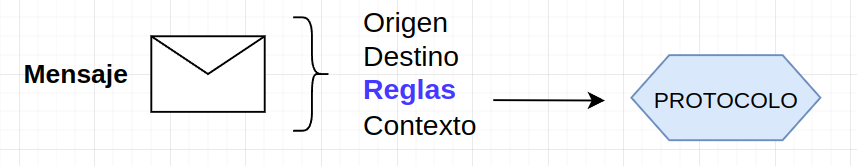 Mensaje
Origen
Destino
Reglas
Contexto
PROTOCOLO